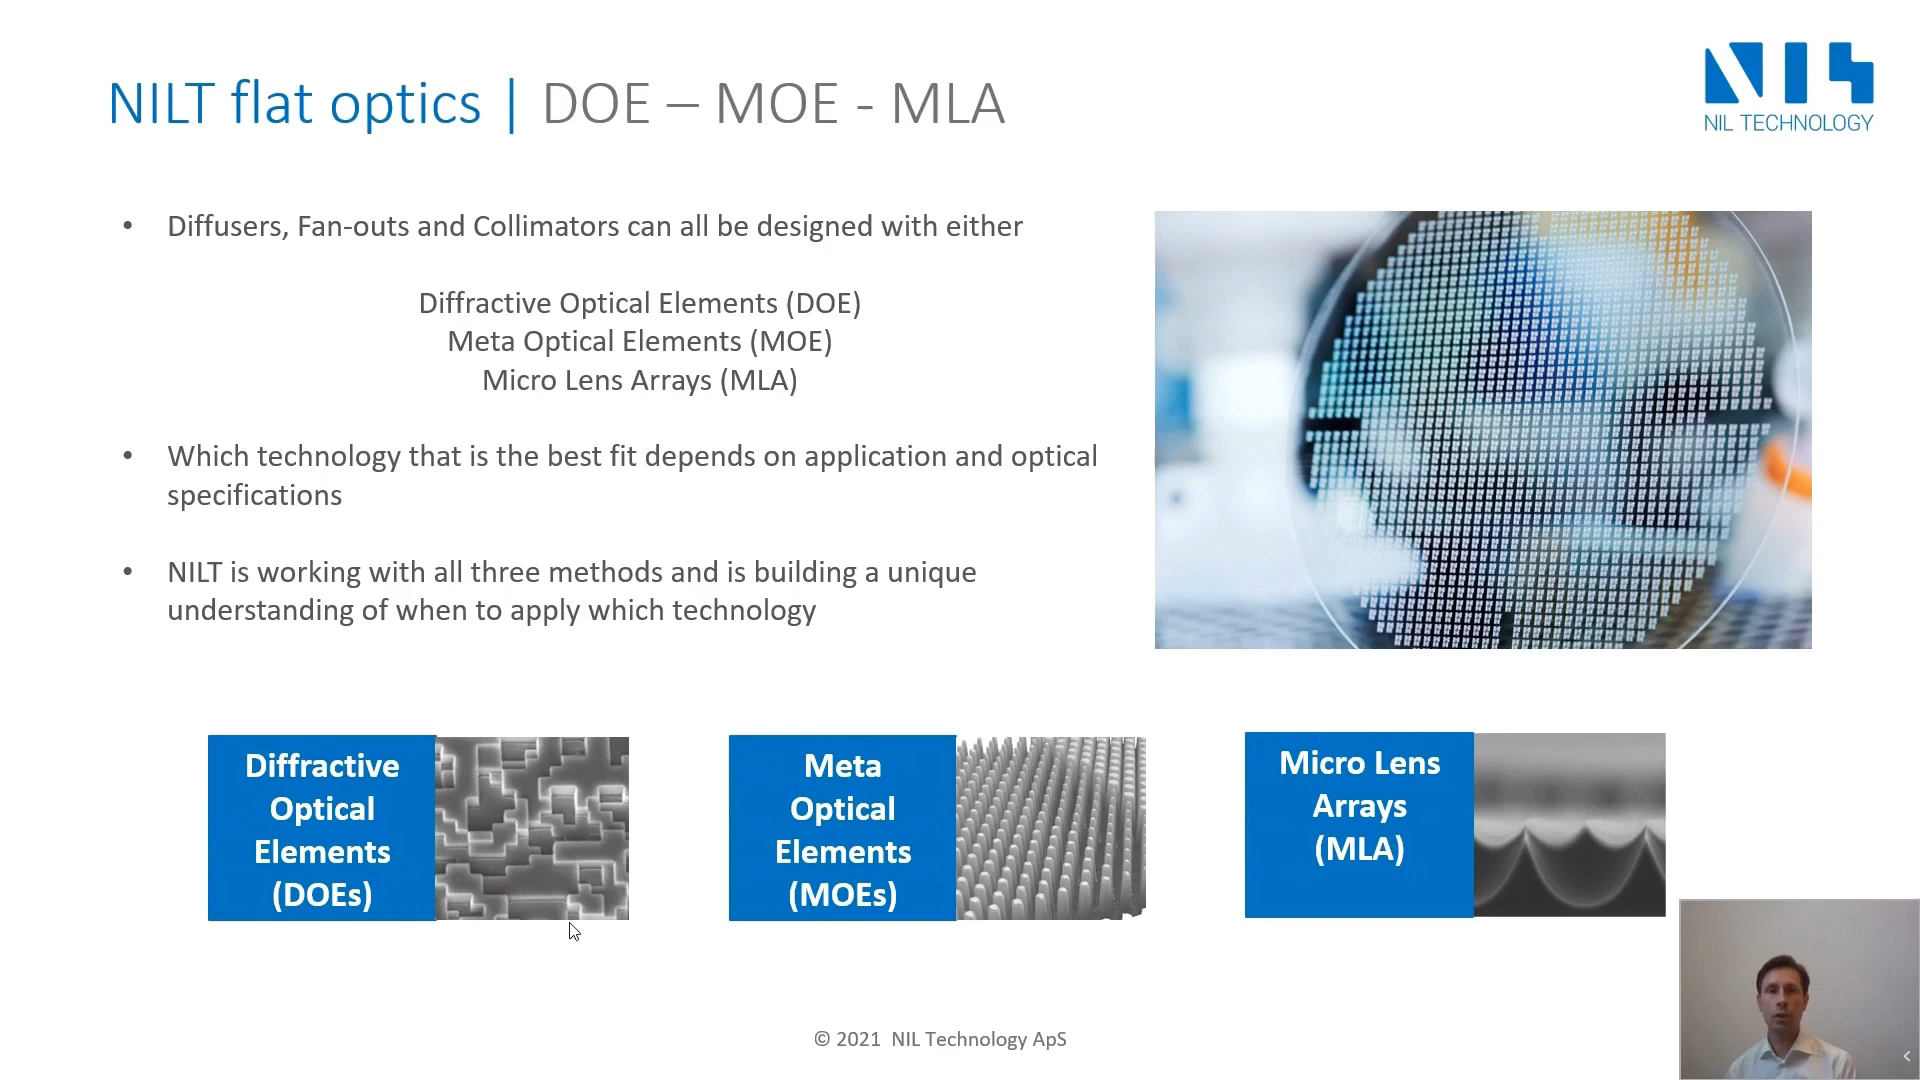 NILT flat optics | DOE – MOE - MLA
NIL TECHNOLOGY
• Diffusers, Fan-outs and Collimators can all be designed with either
Diffractive Optical Elements (DOE)
Meta Optical Elements (MOE)
Micro Lens Arrays (MLA)
• Which technology that is the best fit depends on application and optical
specifications
• NILT is working with all three methods and is building a unique
understanding of when to apply which technology
Diffractive
Optical
Elements
(DOEs)
Meta
Optical
Elements
(MOEs)
Micro Lens
Arrays
(MLA)
© 2021 NIL Technology ApS